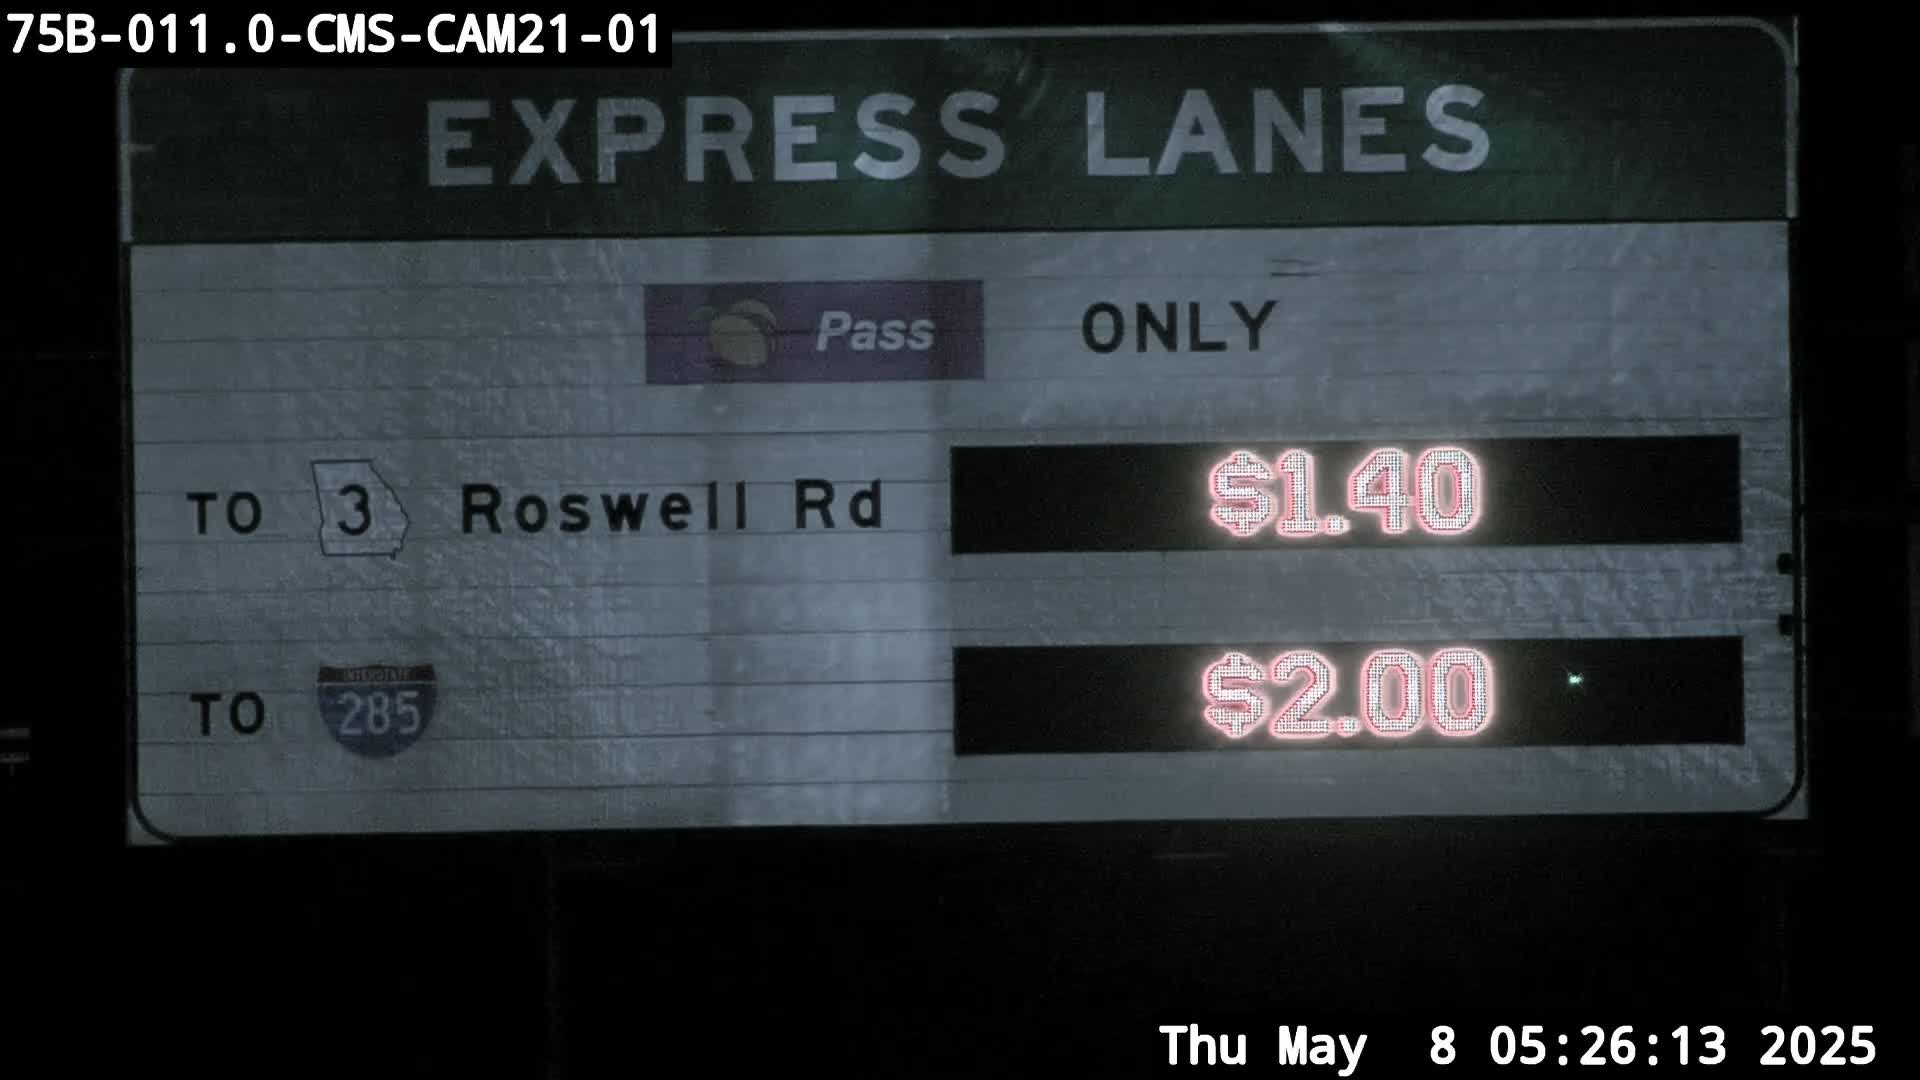 75B-011.0-CMS-CAM21-01
EXPRESS LANES
Pass ONLY
TO 3 Roswell Rd $1.40
INTERSTATE
TO 285 $2.00
Thu May 8 05:26:13 2025